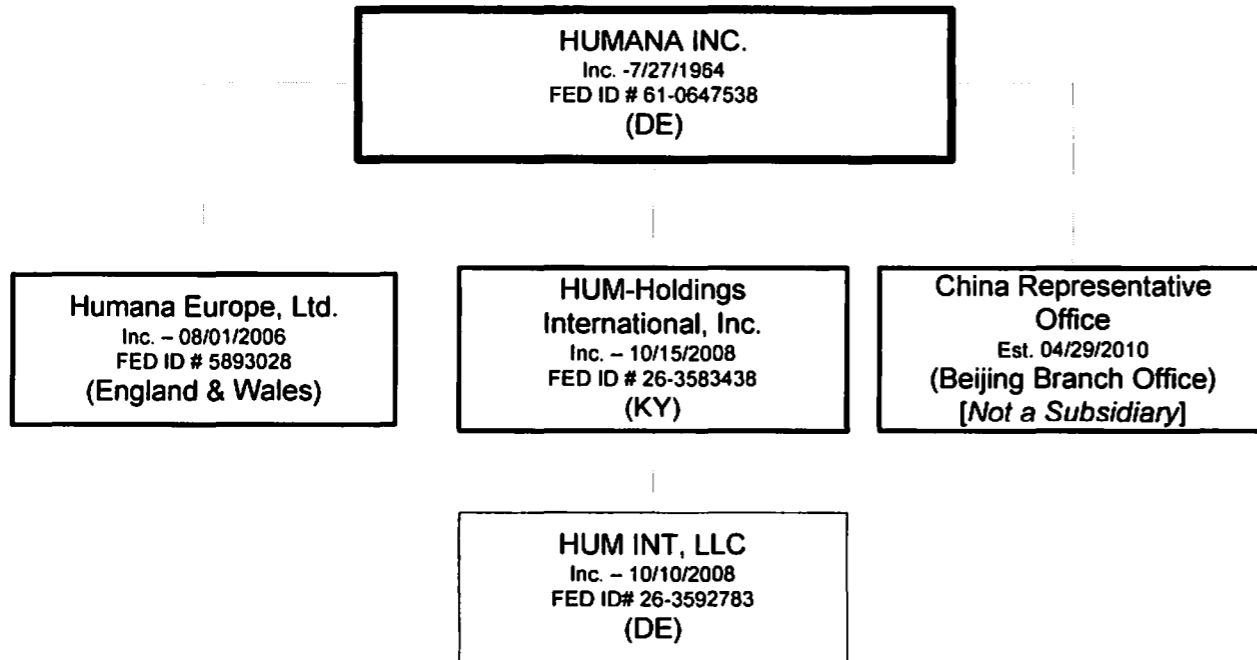 HUMANA INC.
Inc. -7/27/1964
FED ID # 61-0647538
(DE)
Humana Europe, Ltd.
Inc. – 08/01/2006
FED ID # 5893028
(England & Wales)
HUM-Holdings
International, Inc.
Inc. – 10/15/2008
FED ID # 26-3583438
(KY)
China Representative
Office
Est. 04/29/2010
(Beijing Branch Office)
[Not a Subsidiary]
HUM INT, LLC
Inc. – 10/10/2008
FED ID# 26-3592783
(DE)